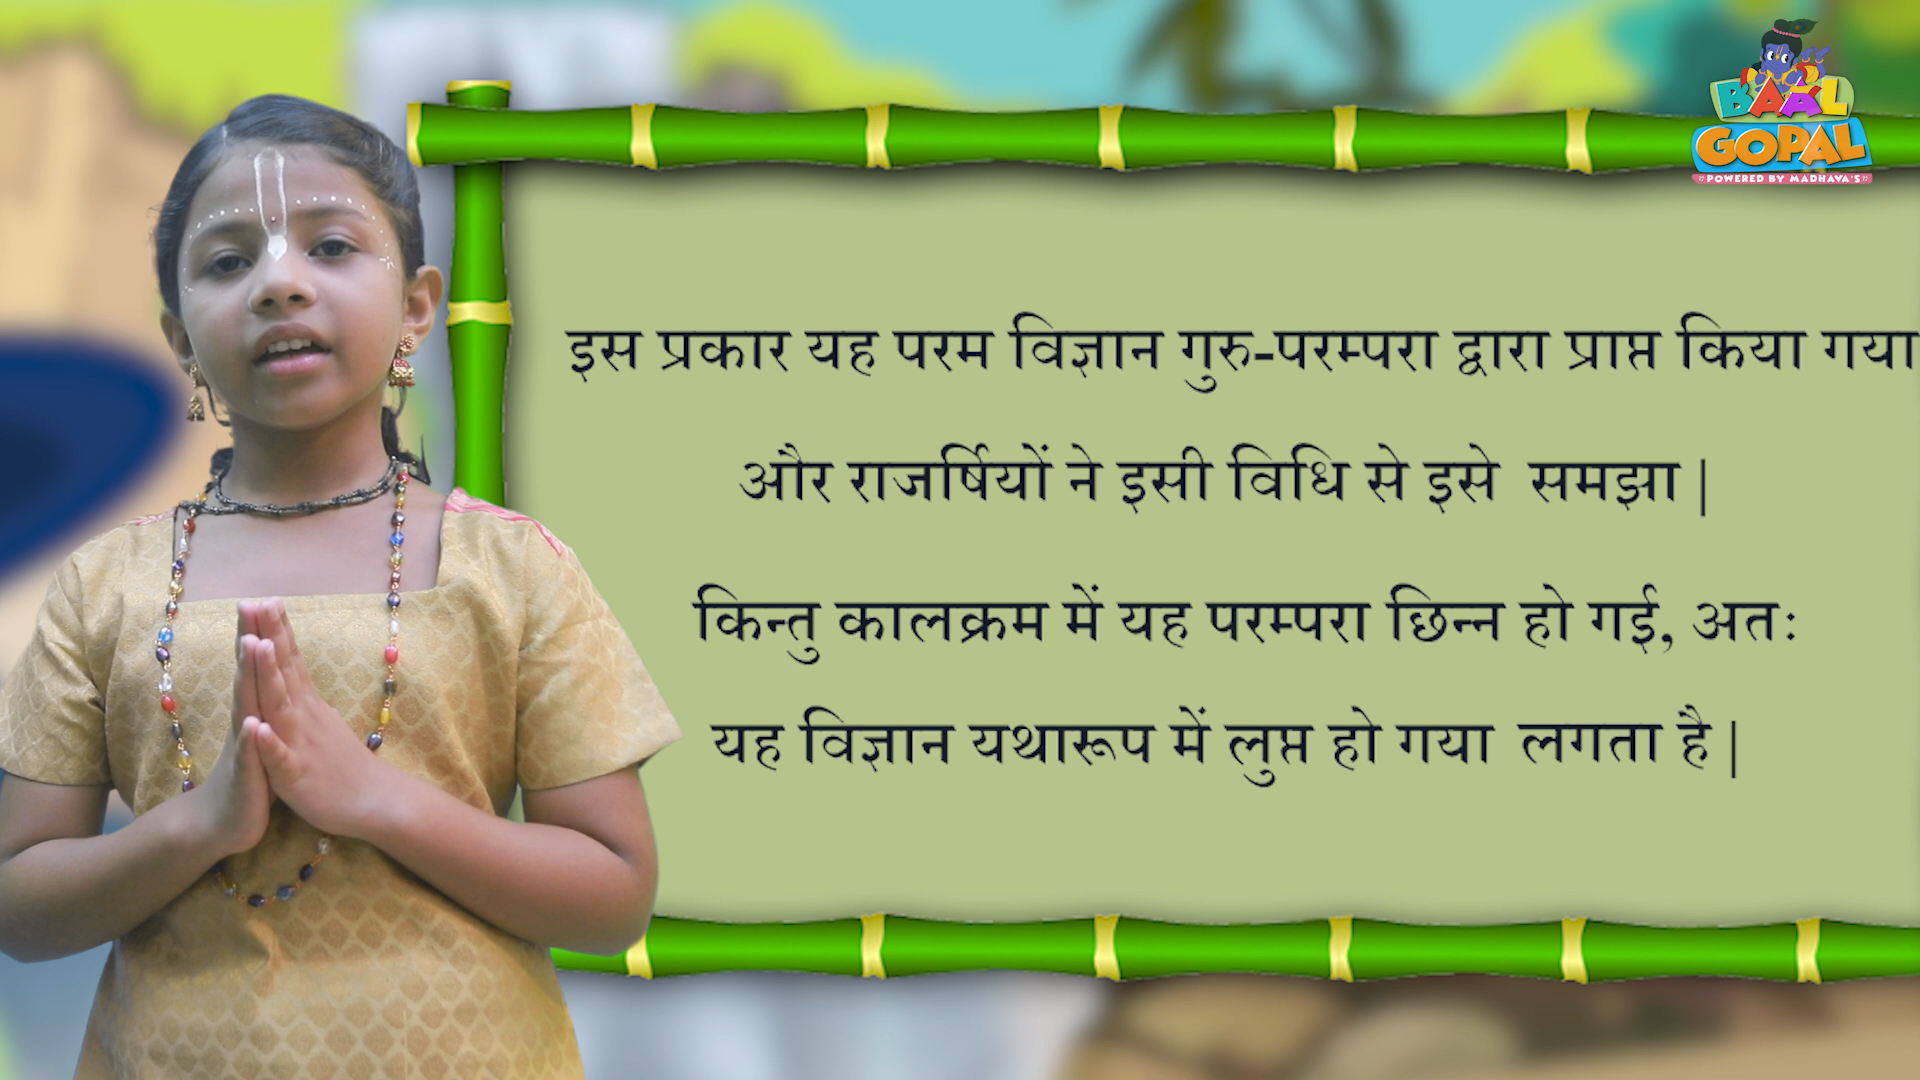 BAAL
GOPAL
POWERED BY MADHAVA'S
इस प्रकार यह परम विज्ञान गुरु-परम्परा द्वारा प्राप्त किया गया
और राजर्षियों ने इसी विधि से इसे समझा |
किन्तु कालक्रम में यह परम्परा छिन्न हो गई, अतः
यह विज्ञान यथारूप में लुप्त हो गया लगता है |